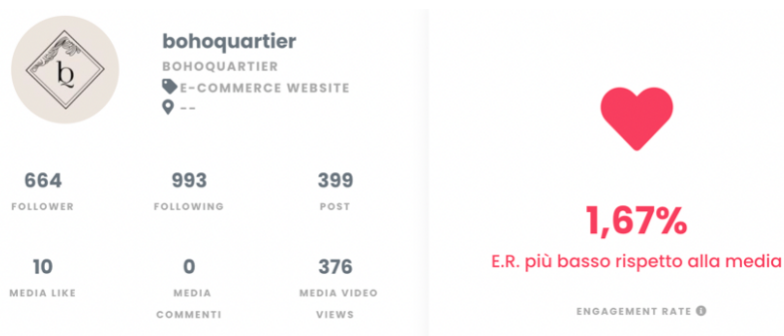 bq
bohoquartier
BOHOQUARTIER
E-COMMERCE WEBSITE
--
664
FOLLOWER
993
FOLLOWING
399
POST
10
MEDIA LIKE
0
MEDIA
COMMENTI
376
MEDIA VIDEO
VIEWS
1,67%
E.R. più basso rispetto alla media
ENGAGEMENT RATE